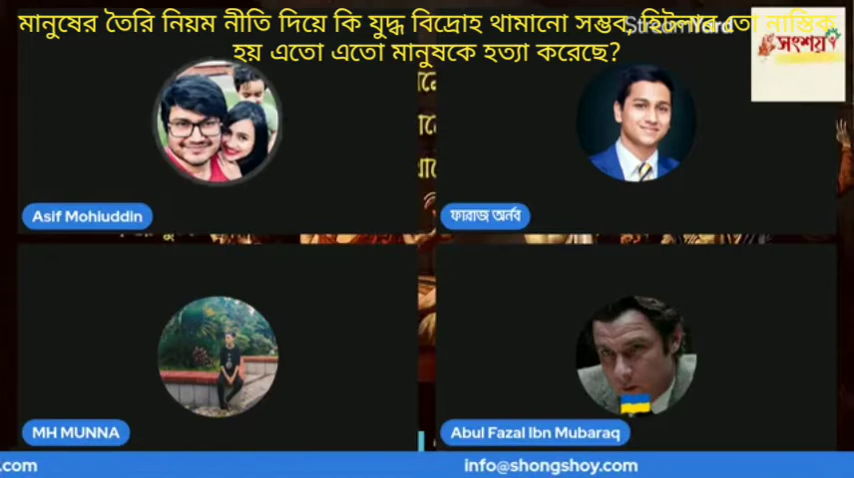 মানুষের তৈরি নিয়ম নীতি দিয়ে কি যুদ্ধ বিদ্রোহ থামানো সম্ভব, হিটলার তো নাস্তিক
হয় এতো এতো মানুষকে হত্যা করেছে?
StreamYard
সংশয়
Asif Mohiuddin
ফারাজ অর্নব
MH MUNNA
Abul Fazal Ibn Mubaraq
.com
info@shongshoy.com